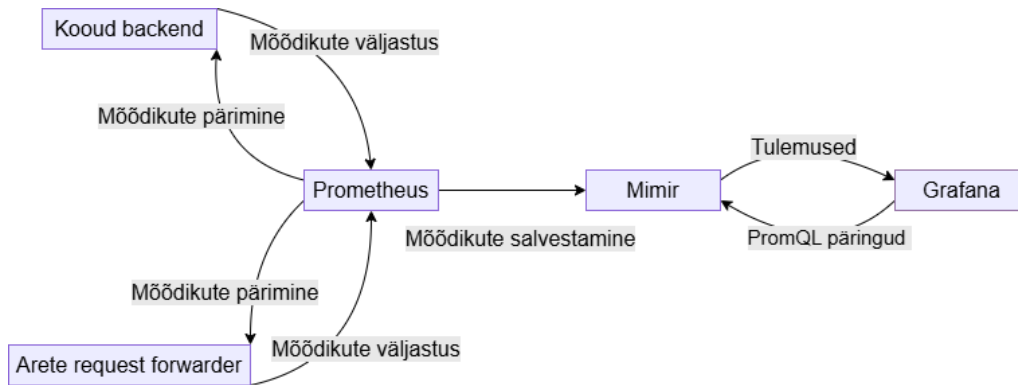 Kooud backend
Mõõdikute väljastus
Mõõdikute pärimine
Tulemused
Prometheus
Mimir
Grafana
Mõõdikute salvestamine
PromQL päringud
Mõõdikute pärimine
Mõõdikute väljastus
Arete request forwarder